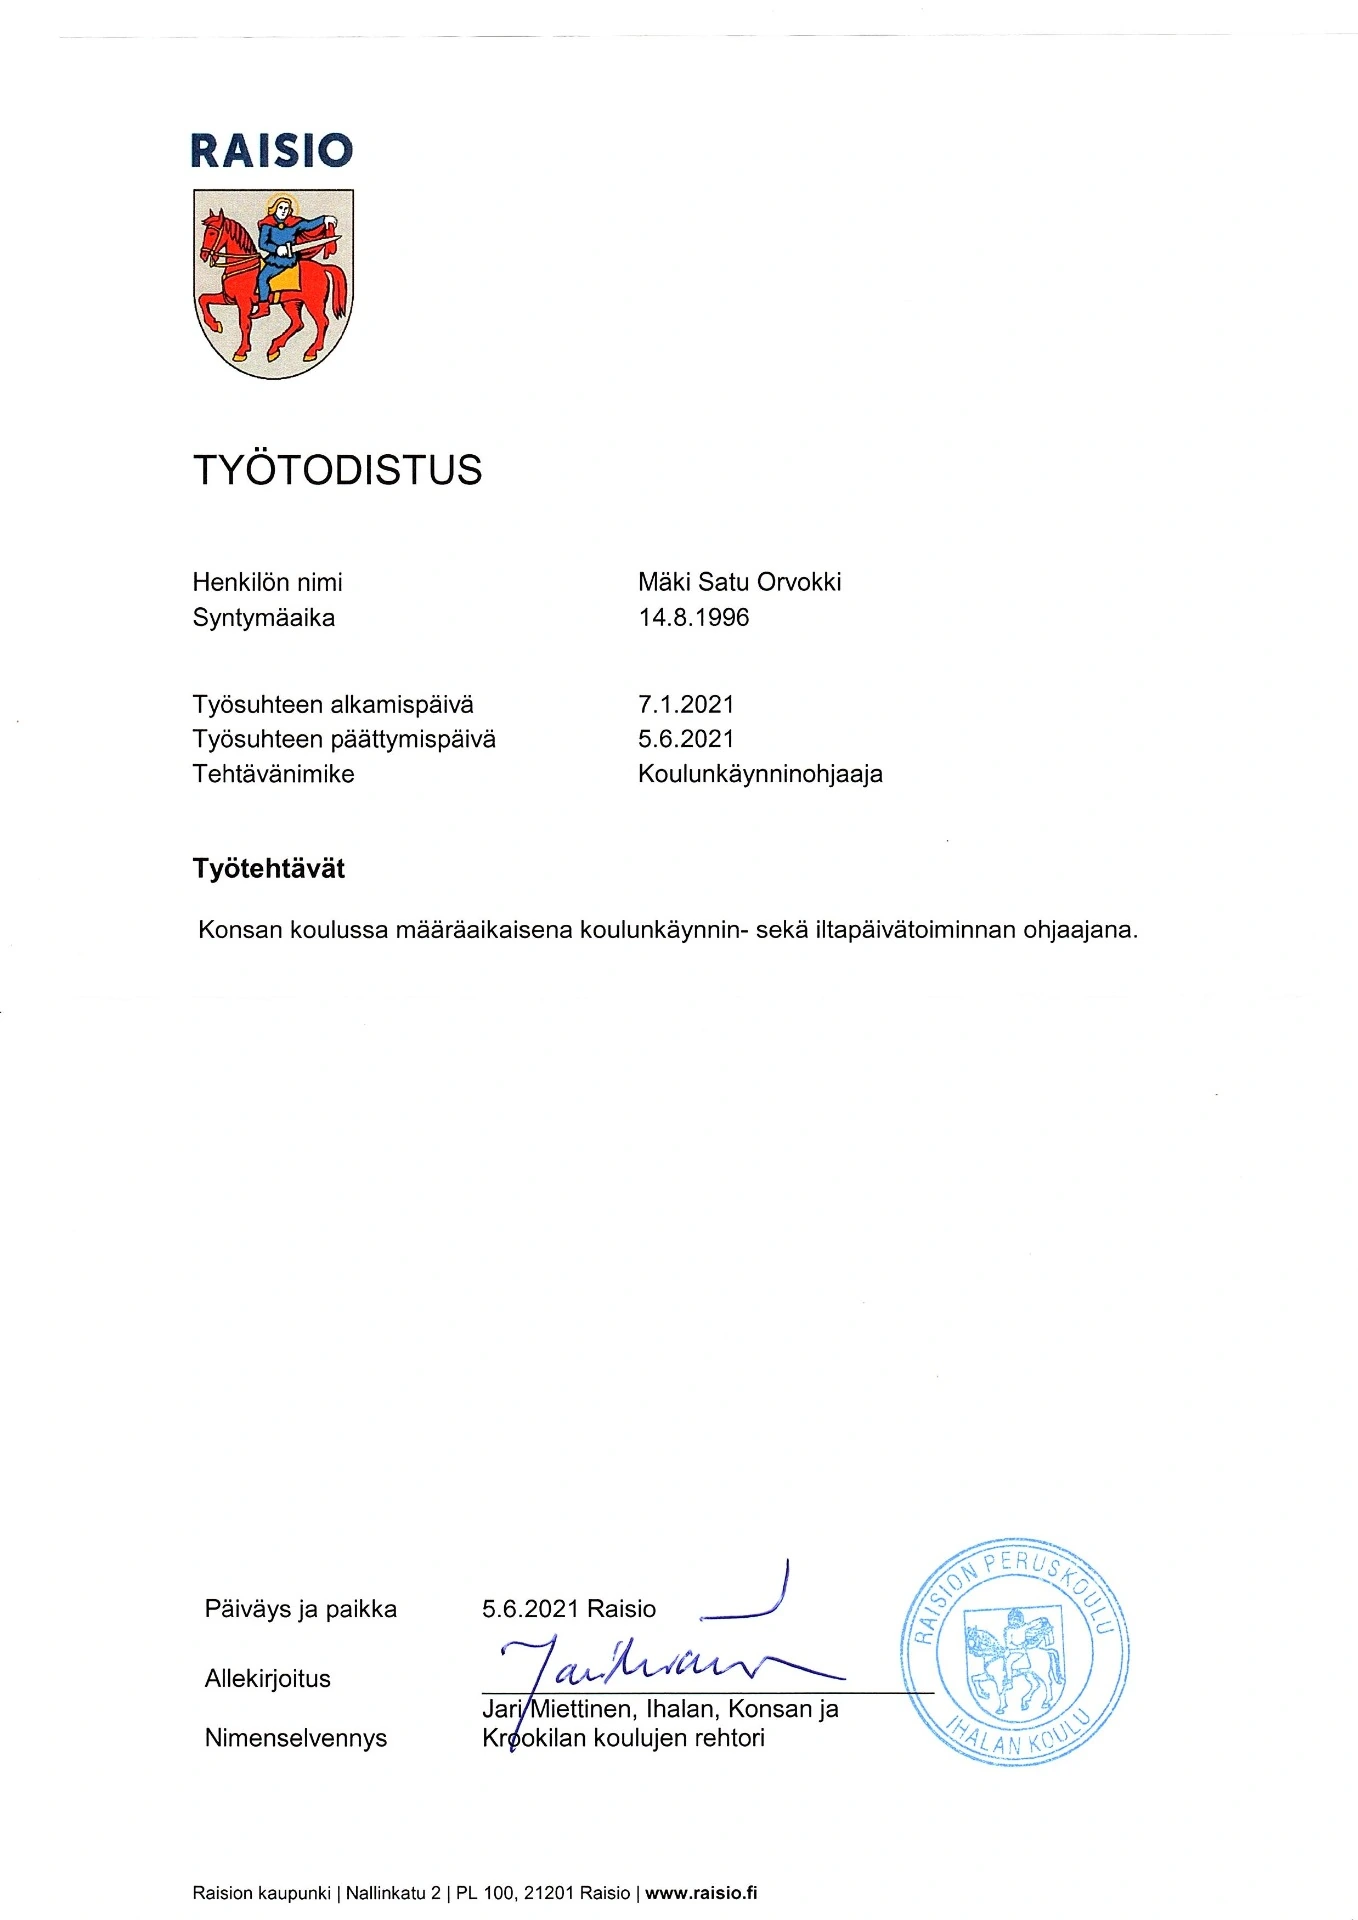 RAISIO
TYÖTODISTUS
Henkilön nimi Mäki Satu Orvokki
Syntymäaika 14.8.1996
Työsuhteen alkamispäivä 7.1.2021
Työsuhteen päättymispäivä 5.6.2021
Tehtävänimike Koulunkäynninohjaaja
Työtehtävät
Konsan koulussa määräaikaisena koulunkäynnin- sekä iltapäivätoiminnan ohjaajana.
Päiväys ja paikka 5.6.2021 Raisio
Allekirjoitus
Jari Miettinen, Ihalan, Konsan ja
Nimenselvennys Krookilan koulujen rehtori
RAISION PERUSKOULU
IHALAN KOULU
Raision kaupunki | Nallinkatu 2 | PL 100, 21201 Raisio | www.raisio.fi